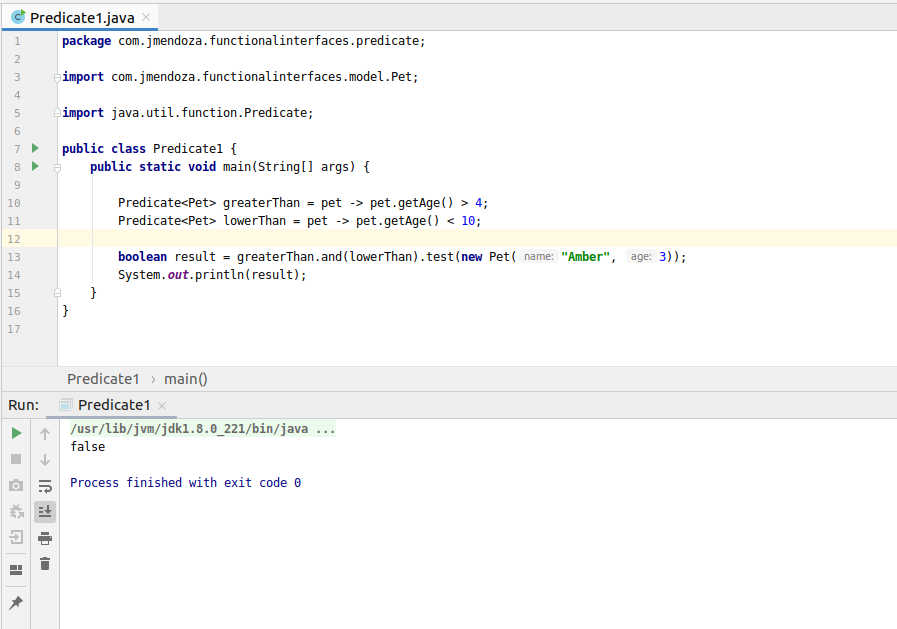 Predicate1.java
1 package com.jmendoza.functionalinterfaces.predicate;
2
3 import com.jmendoza.functionalinterfaces.model.Pet;
4
5 import java.util.function.Predicate;
6
7 public class Predicate1 {
8 public static void main(String[] args) {
9
10 Predicate<Pet> greaterThan = pet -> pet.getAge() > 4;
11 Predicate<Pet> lowerThan = pet -> pet.getAge() < 10;
12
13 boolean result = greaterThan.and(lowerThan).test(new Pet( name: "Amber", age: 3));
14 System.out.println(result);
15 }
16 }
17
Predicate1 › main()
Run: Predicate1
/usr/lib/jvm/jdk1.8.0_221/bin/java ...
false
Process finished with exit code 0